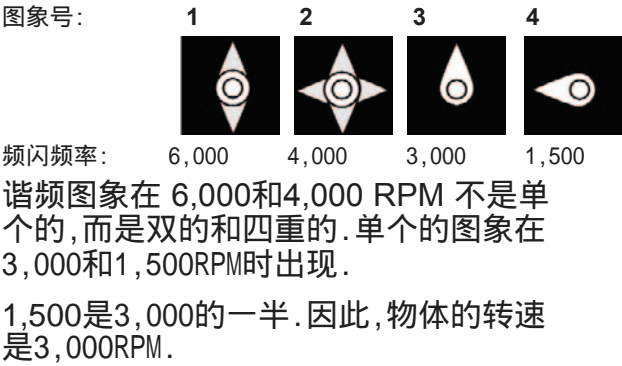 图象号: 1 2 3 4
频闪频率: 6,000 4,000 3,000 1,500
谐频图象在 6,000和4,000 RPM 不是单
个的,而是双的和四重的.单个的图象在
3,000和1,500RPM时出现.
1,500是3,000的一半.因此,物体的转速
是3,000RPM.